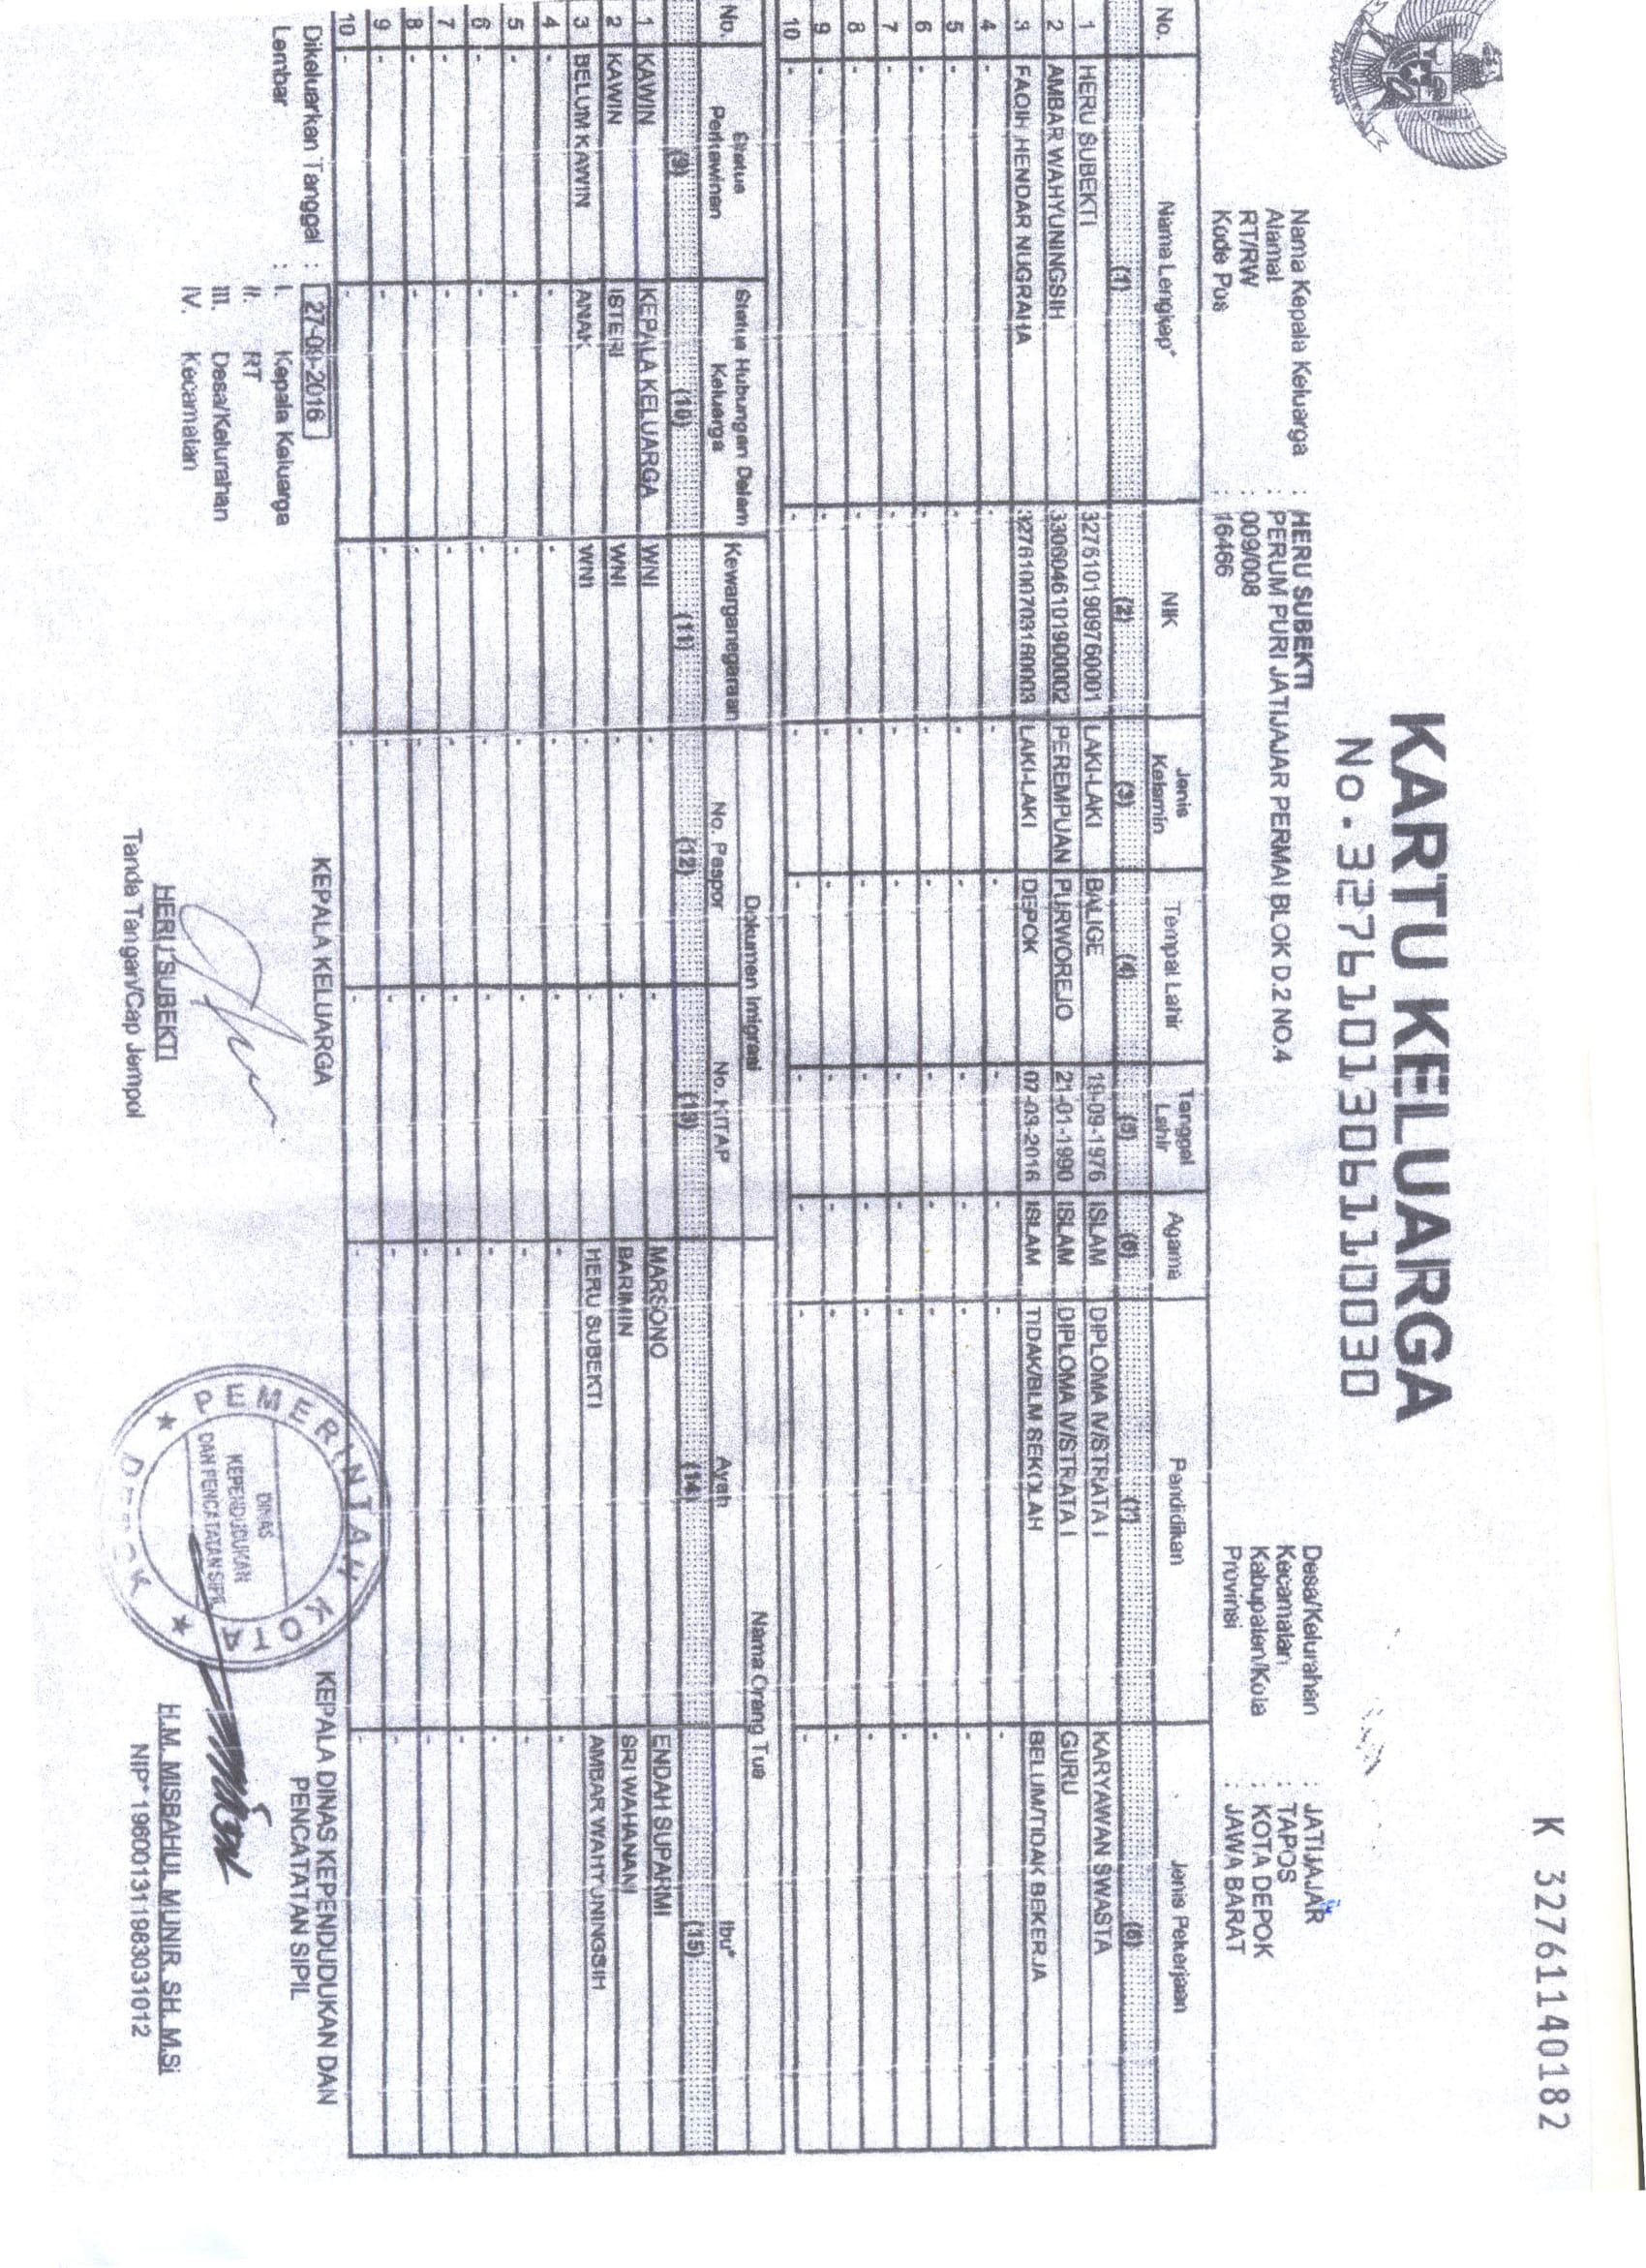 K 32761140182
KARTU KELUARGA
No. 3276101306110030
Nama Kepala Keluarga : HERU SUBEKTI
Alamat : PERUM PURI JATIJAJAR PERMAI BLOK D.2 NO.4
RT/RW : 009/008
Kode Pos : 16466
Desa/Kelurahan : JATIJAJAR
Kecamatan : TAPOS
Kabupaten/Kota : KOTA DEPOK
Provinsi : JAWA BARAT
No. Nama Lengkap* NIK Jenis Kelamin Tempat Lahir Tanggal Lahir Agama Pendidikan Jenis Pekerjaan
(1) (2) (3) (4) (5) (6) (7) (8)
1 HERU SUBEKTI 3276101909760001 LAKI-LAKI BALIGE 19-09-1976 ISLAM DIPLOMA IV/STRATA I KARYAWAN SWASTA
2 AMBAR WAHYUNINGSIH 3306046101900002 PEREMPUAN PURWOREJO 21-01-1990 ISLAM DIPLOMA IV/STRATA I GURU
3 FAQIH HENDAR NUGRAHA 3276100703160003 LAKI-LAKI DEPOK 07-03-2016 ISLAM TIDAK/BLM SEKOLAH BELUM/TIDAK BEKERJA
4 - - - - - - - -
5 - - - - - - - -
6 - - - - - - - -
7 - - - - - - - -
8 - - - - - - - -
9 - - - - - - - -
10 - - - - - - - -
No. Status Perkawinan Status Hubungan Dalam Keluarga Kewarganegaraan Dokumen Imigrasi Nama Orang Tua
No. Paspor No. KITAP Ayah Ibu*
(9) (10) (11) (12) (13) (14) (15)
1 KAWIN KEPALA KELUARGA WNI - - MARSONO ENDAH SUPARMI
2 KAWIN ISTERI WNI - - BARIMIN SRI WAHANANI
3 BELUM KAWIN ANAK WNI - - HERU SUBEKTI AMBAR WAHYUNINGSIH
4 - - - - - - -
5 - - - - - - -
6 - - - - - - -
7 - - - - - - -
8 - - - - - - -
9 - - - - - - -
10 - - - - - - -
Dikeluarkan Tanggal : 27-09-2016
Lembar : I. Kepala Keluarga
II. RT
III. Desa/Kelurahan
IV. Kecamatan
KEPALA KELUARGA
HERU SUBEKTI
Tanda Tangan/Cap Jempol
PEMERINTAH KOTA
DINAS
KEPENDUDUKAN
DAN PENCATATAN SIPIL
DEPOK
KEPALA DINAS KEPENDUDUKAN DAN
PENCATATAN SIPIL
H.M. MISBAHUL MUNIR, SH, M.Si
NIP* 196001311983031012